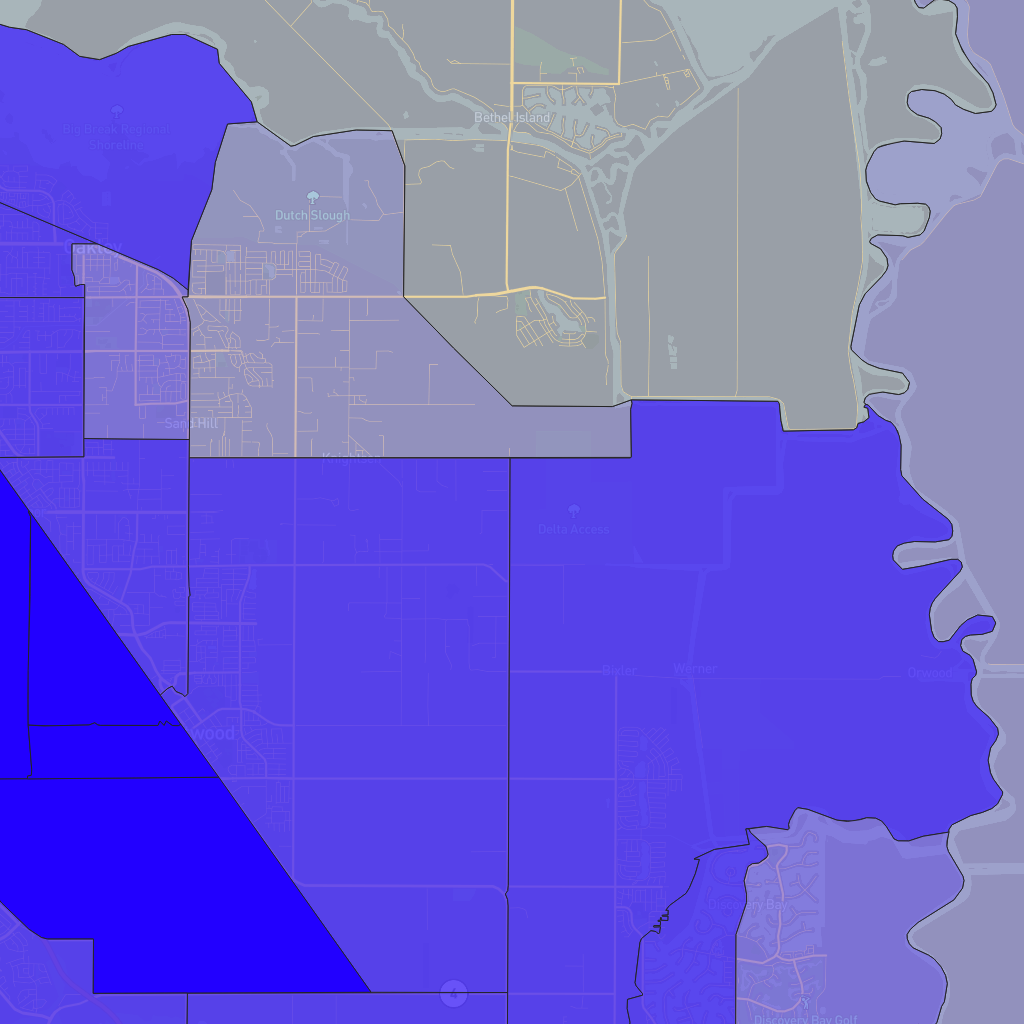 Bethel Island
Big Break Regional
Shoreline
Dutch Slough
Oakley
Sand Hill
Knightsen
Delta Access
Bixler
Werner
Orwood
wood
Discovery Bay
4
Discovery Bay Golf